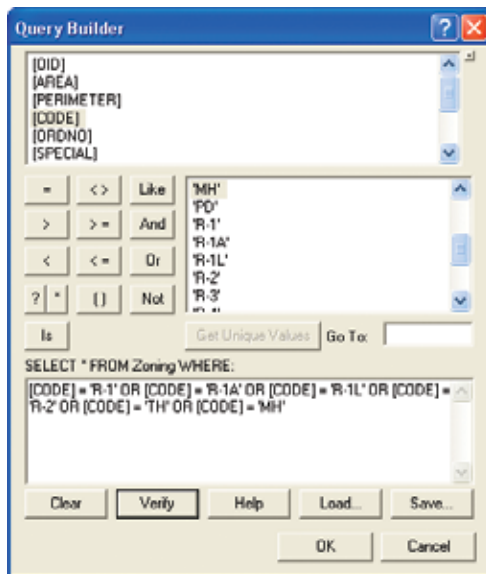 Query Builder
[OID]
[AREA]
[PERIMETER]
[CODE]
[ORDNO]
[SPECIAL]
= <> Like 'MH'
'PD'
> >= And 'R-1'
'R-1A'
< <= Or 'R-1L'
'R-2'
? * () Not 'R-3'
Is Get Unique Values Go To:
SELECT * FROM Zoning WHERE:
[CODE] = 'R-1' OR [CODE] = 'R-1A' OR [CODE] = 'R-1L' OR [CODE] =
'R-2' OR [CODE] = 'TH' OR [CODE] = 'MH'
Clear Verify Help Load... Save...
OK Cancel